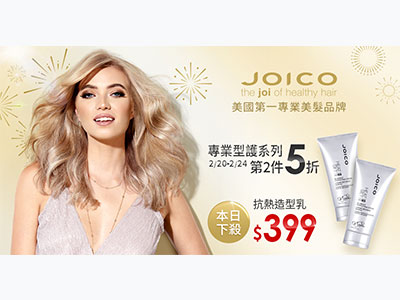 JOICO
the joi of healthy hair
美國第一專業美髮品牌
專業型護系列
2/20-2/24
第2件5折
本日
下殺
抗熱造型乳
$399
JOICO
JOICO